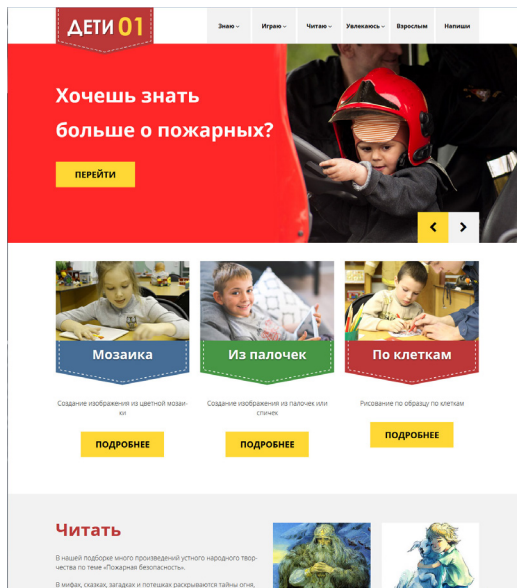 ДЕТИ 01
Знаю
Играю
Читаю
Увлекаюсь
Взрослым
Напиши
Хочешь знать
больше о пожарных?
ПЕРЕЙТИ
Мозаика
Из палочек
По клеткам
Создание изображения из цветной мозаи-
ки
Создание изображения из палочек или
спичек
Рисование по образцу по клеткам
ПОДРОБНЕЕ
ПОДРОБНЕЕ
ПОДРОБНЕЕ
Читать
В нашей подборке много произведений устного народного твор-
чества по теме «Пожарная безопасность».
В мифах, сказках, загадках и потешках раскрываются тайны огня,